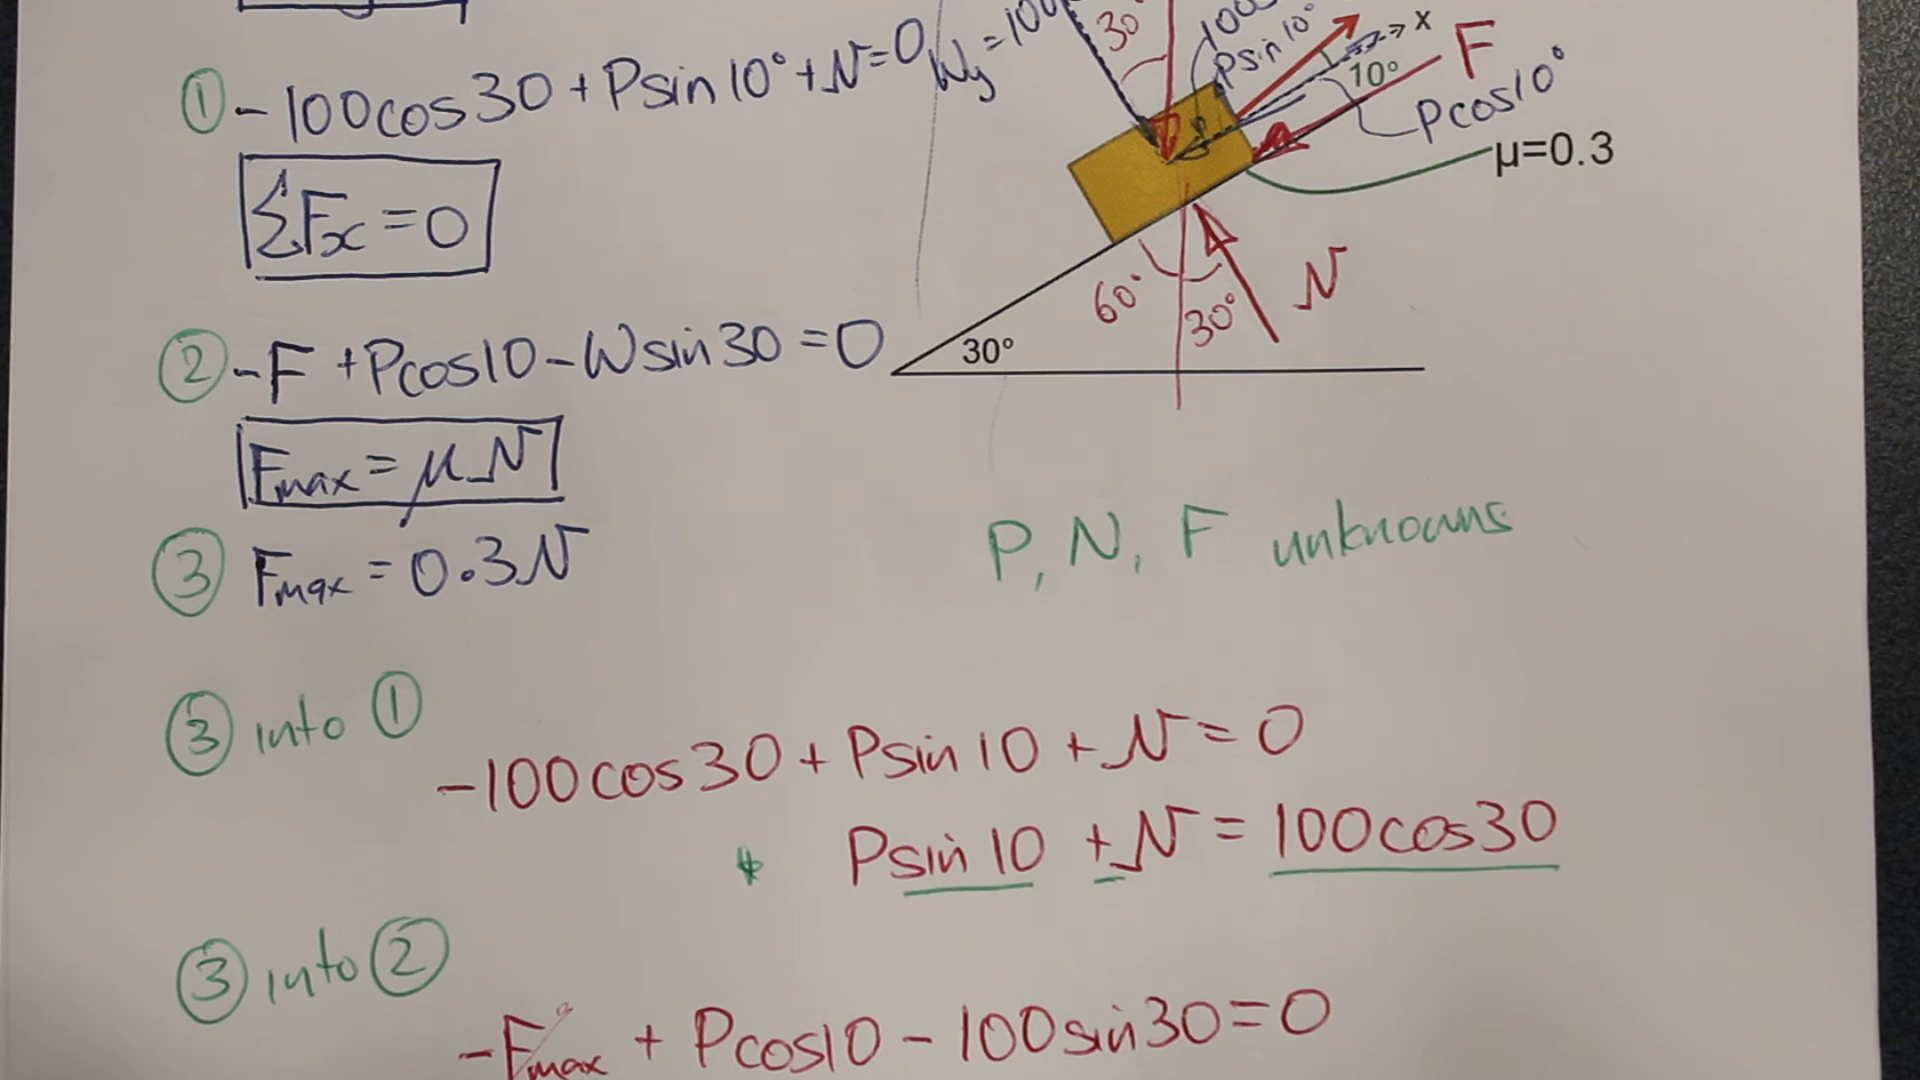 ① -100cos30 + Psin10° + N = 0
ΣFx = 0
② -F + Pcos10 - Wsin30 = 0
Fmax = μN
③ Fmax = 0.3N
Wy = 100
30°
Psin10°
x
F
10°
Pcos10°
μ=0.3
60°
30°
N
30°
P, N, F unknowns
③ into ①
-100cos30 + Psin10 + N = 0
* Psin10 + N = 100cos30
③ into ②
-Fmax + Pcos10 - 100sin30 = 0